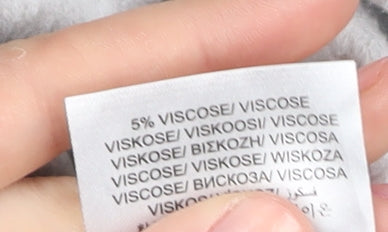 5% VISCOSE/ VISCOSE
VISKOSE/ VISKOOSI/ VISCOSE
VISKOSE/ ΒΙΣΚΟΖΗ/ VISCOSA
VISCOSE/ VISKOSE/ WISKOZA
VISCOSE/ ВИСКОЗА/ VISCOSA